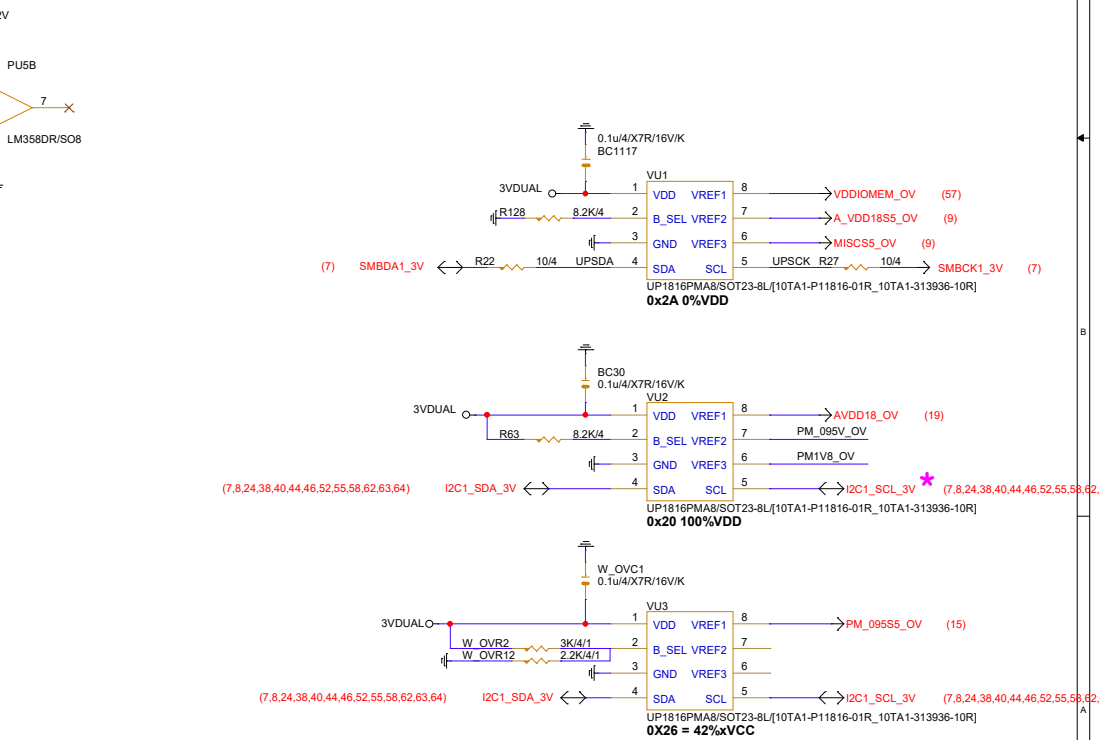 PU5B
7
LM358DR/SO8
0.1u/4/X7R/16V/K
BC1117
VU1
3VDUAL
1 VDD VREF1 8 VDDIOMEM_OV (57)
R128 8.2K/4 2 B_SEL VREF2 7 A_VDD18S5_OV (9)
3 GND VREF3 6 MISCS5_OV (9)
(7) SMBDA1_3V R22 10/4 UPSDA 4 SDA SCL 5 UPSCK R27 10/4 SMBCK1_3V (7)
UP1816PMA8/SOT23-8L/[10TA1-P11816-01R_10TA1-313936-10R]
0x2A 0%VDD
B
BC30
0.1u/4/X7R/16V/K
VU2
3VDUAL
1 VDD VREF1 8 AVDD18_OV (19)
R63 8.2K/4 2 B_SEL VREF2 7 PM_095V_OV
3 GND VREF3 6 PM1V8_OV
(7,8,24,38,40,44,46,52,55,58,62,63,64) I2C1_SDA_3V 4 SDA SCL 5 I2C1_SCL_3V * (7,8,24,38,40,44,46,52,55,58,62,
UP1816PMA8/SOT23-8L/[10TA1-P11816-01R_10TA1-313936-10R]
0x20 100%VDD
W_OVC1
0.1u/4/X7R/16V/K
VU3
3VDUAL
1 VDD VREF1 8 PM_095S5_OV (15)
W_OVR2 3K/4/1 2 B_SEL VREF2 7
W_OVR12 2.2K/4/1
3 GND VREF3 6
(7,8,24,38,40,44,46,52,55,58,62,63,64) I2C1_SDA_3V 4 SDA SCL 5 I2C1_SCL_3V (7,8,24,38,40,44,46,52,55,58,62,
A
UP1816PMA8/SOT23-8L/[10TA1-P11816-01R_10TA1-313936-10R]
0X26 = 42%xVCC